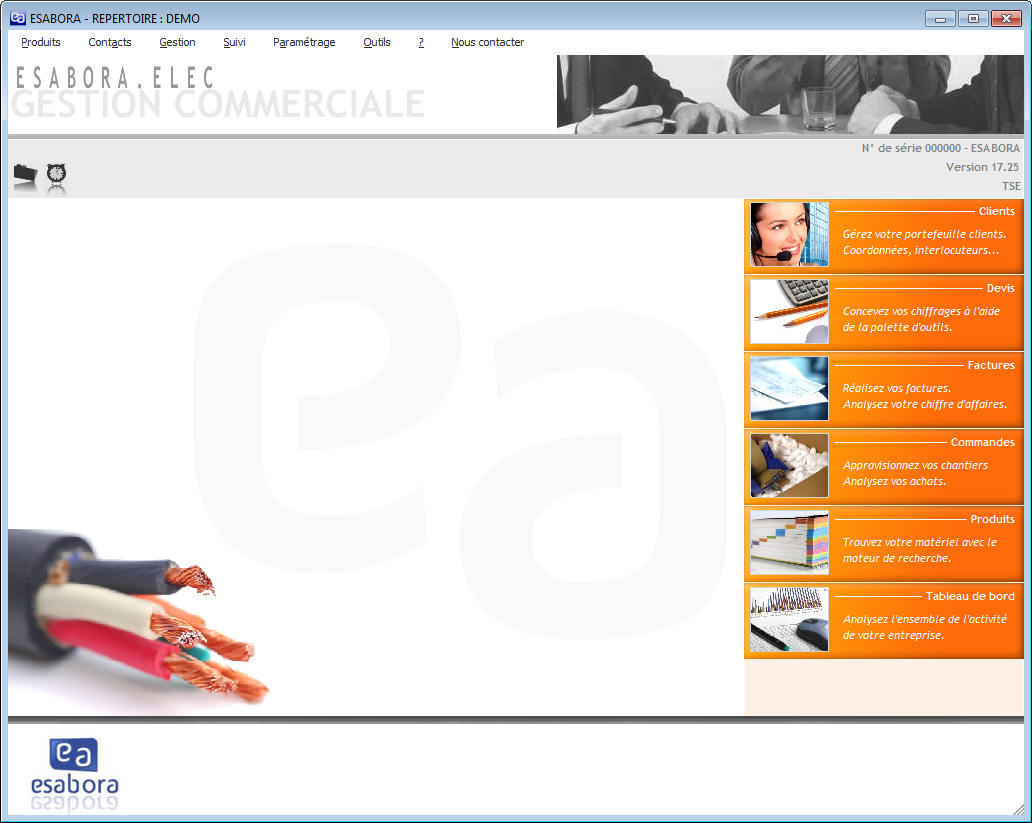 ESABORA - REPERTOIRE : DEMO
Produits Contacts Gestion Suivi Paramétrage Outils ? Nous contacter
ESABORA.ELEC
GESTION COMMERCIALE
N° de série 000000 - ESABORA
Version 17.25
TSE
Clients
Gérez votre portefeuille clients.
Coordonnées, interlocuteurs...
Devis
Concevez vos chiffrages à l'aide
de la palette d'outils.
Factures
Réalisez vos factures.
Analysez votre chiffre d'affaires.
Commandes
Approvisionnez vos chantiers
Analysez vos achats.
Produits
Trouvez votre matériel avec le
moteur de recherche.
Tableau de bord
Analysez l'ensemble de l'activité
de votre entreprise.
ea
ea
esabora